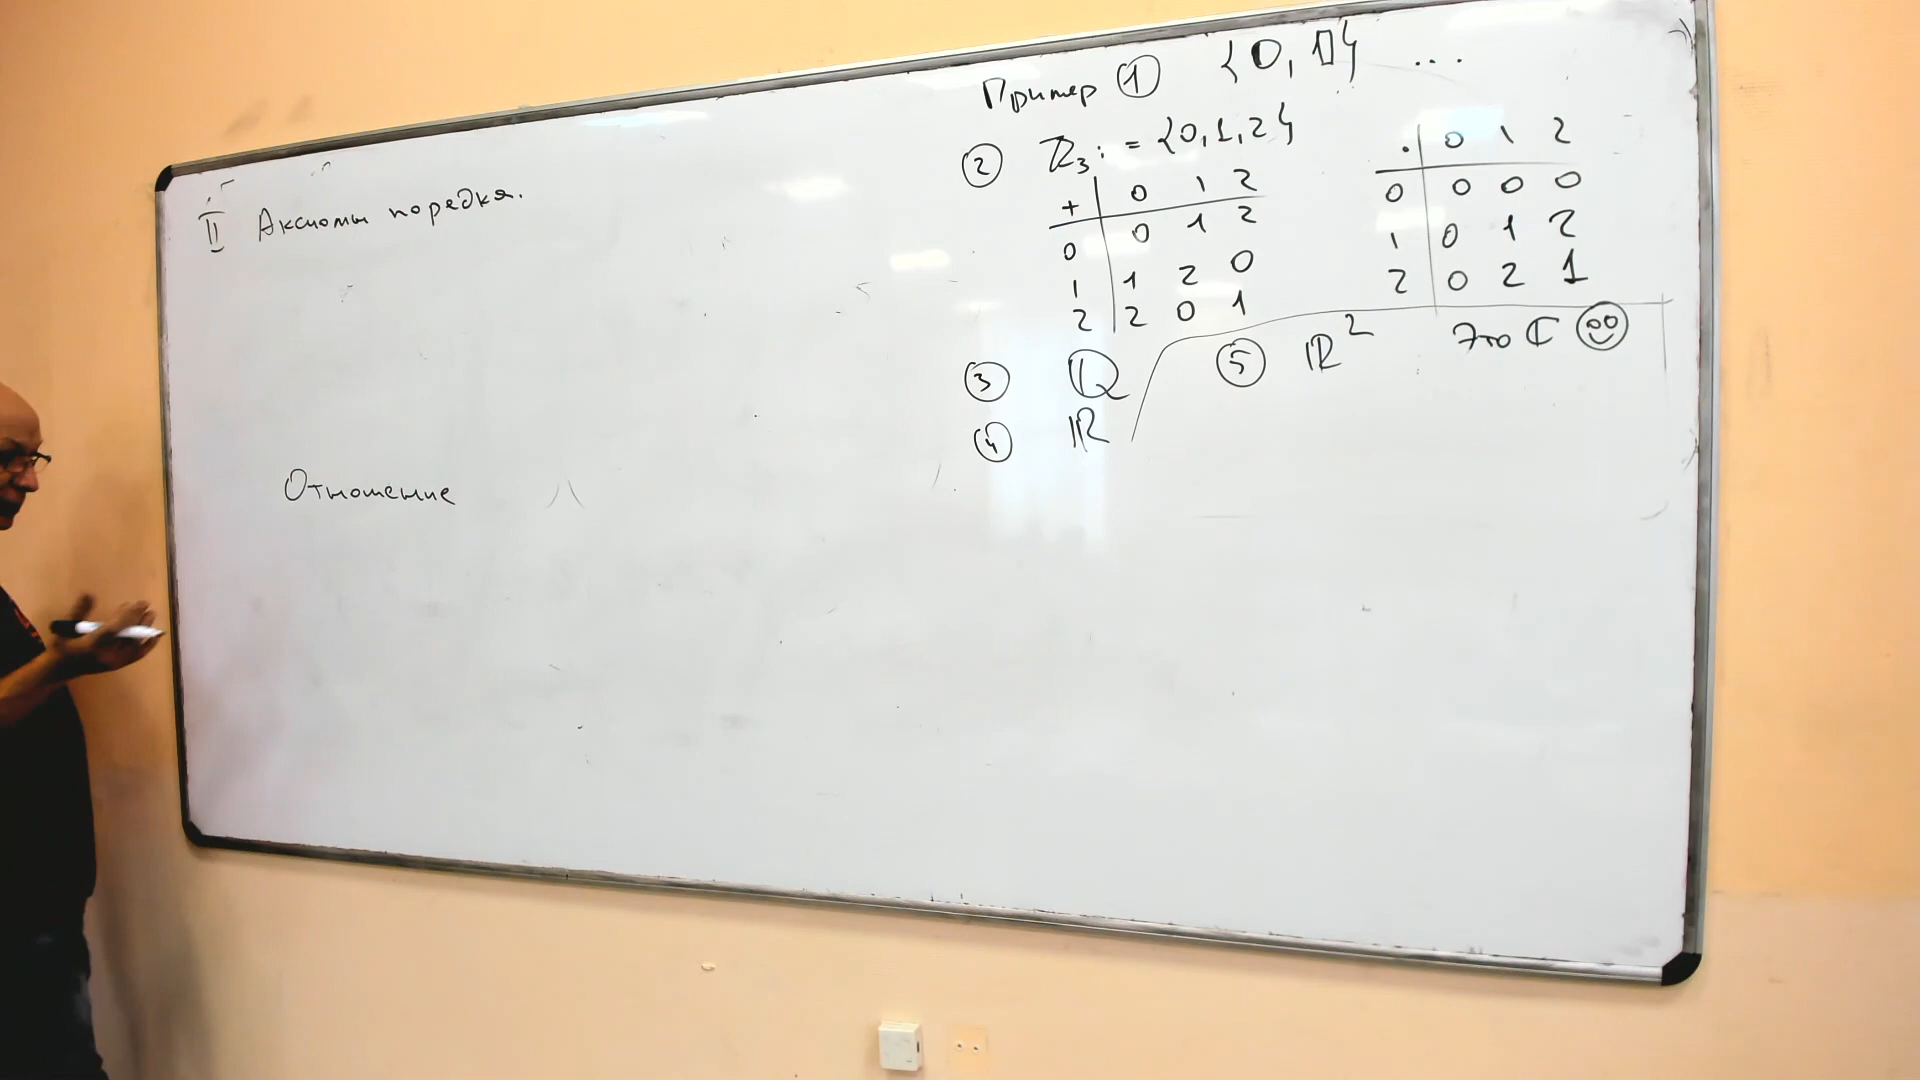 II Аксиомы порядка.
Отношение
Пример ① {0, 1} ...
② ℤ₃ := {0, 1, 2}
+ | 0 1 2
0 | 0 1 2
1 | 1 2 0
2 | 2 0 1
· | 0 1 2
0 | 0 0 0
1 | 0 1 2
2 | 0 2 1
③ ℚ
④ ℝ
⑤ ℝ² Это ℂ